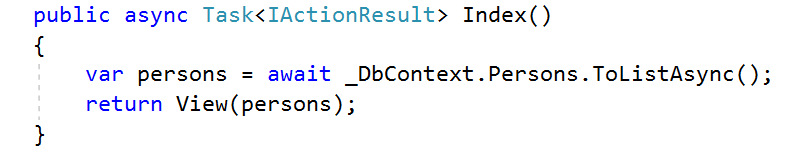 public async Task<IActionResult> Index()
{
var persons = await _DbContext.Persons.ToListAsync();
return View(persons);
}